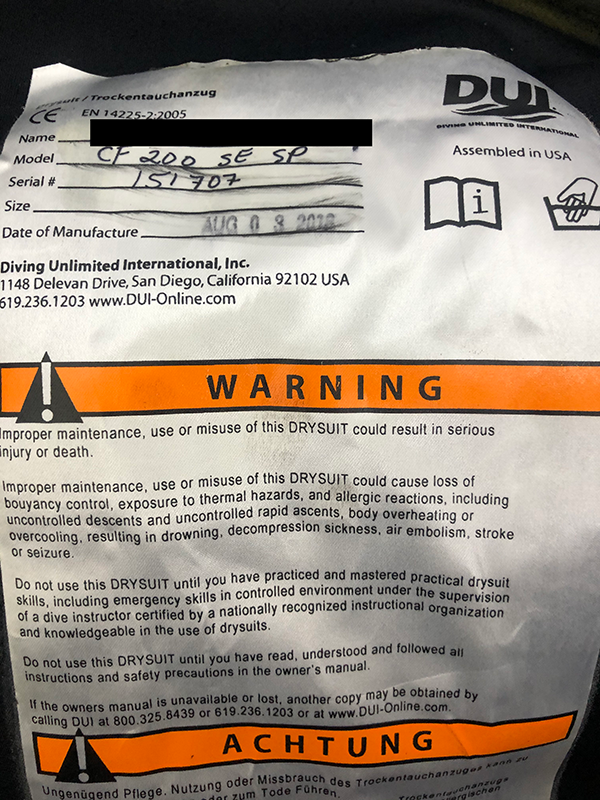 / Trockentauchanzug
CE EN 14225-2:2005
Name
Model CF 200 SE SP
Serial # 151707
Size
Date of Manufacture AUG 0 3
DUI
DIVING UNLIMITED INTERNATIONAL
Assembled in USA
i
Diving Unlimited International, Inc.
1148 Delevan Drive, San Diego, California 92102 USA
619.236.1203 www.DUI-Online.com
WARNING
Improper maintenance, use or misuse of this DRYSUIT could result in serious
injury or death.
Improper maintenance, use or misuse of this DRYSUIT could cause loss of
bouyancy control, exposure to thermal hazards, and allergic reactions, including
uncontrolled descents and uncontrolled rapid ascents, body overheating or
overcooling, resulting in drowning, decompression sickness, air embolism, stroke
or seizure.
Do not use this DRYSUIT until you have practiced and mastered practical drysuit
skills, including emergency skills in controlled environment under the supervision
of a dive instructor certified by a nationally recognized instructional organization
and knowledgeable in the use of drysuits.
Do not use this DRYSUIT until you have read, understood and followed all
instructions and safety precautions in the owner's manual.
If the owners manual is unavailable or lost, another copy may be obtained by
calling DUI at 800.325.8439 or 619.236.1203 or at www.DUI-Online.com.
ACHTUNG
Ungenügend Pflege, Nutzung oder Missbrauch des Trockentauchanzuges kann zu
oder zum Tode Führen.